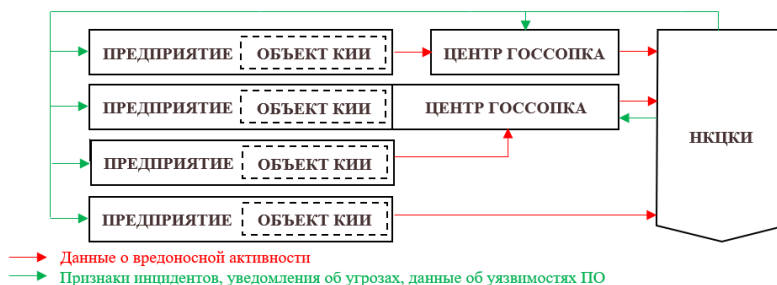 ПРЕДПРИЯТИЕ ОБЪЕКТ КИИ ЦЕНТР ГОССОПКА
ПРЕДПРИЯТИЕ ОБЪЕКТ КИИ ЦЕНТР ГОССОПКА
НКЦКИ
ПРЕДПРИЯТИЕ ОБЪЕКТ КИИ
ПРЕДПРИЯТИЕ ОБЪЕКТ КИИ
Данные о вредоносной активности
Признаки инцидентов, уведомления об угрозах, данные об уязвимостях ПО